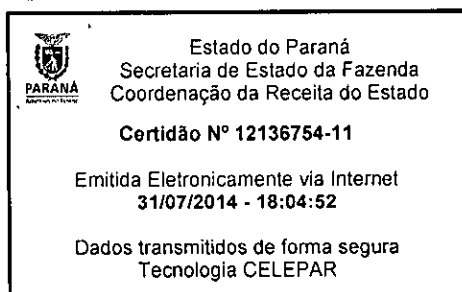 Estado do Paraná
Secretaria de Estado da Fazenda
PARANÁ
Coordenação da Receita do Estado
Certidão Nº 12136754-11
Emitida Eletronicamente via Internet
31/07/2014 - 18:04:52
Dados transmitidos de forma segura
Tecnologia CELEPAR